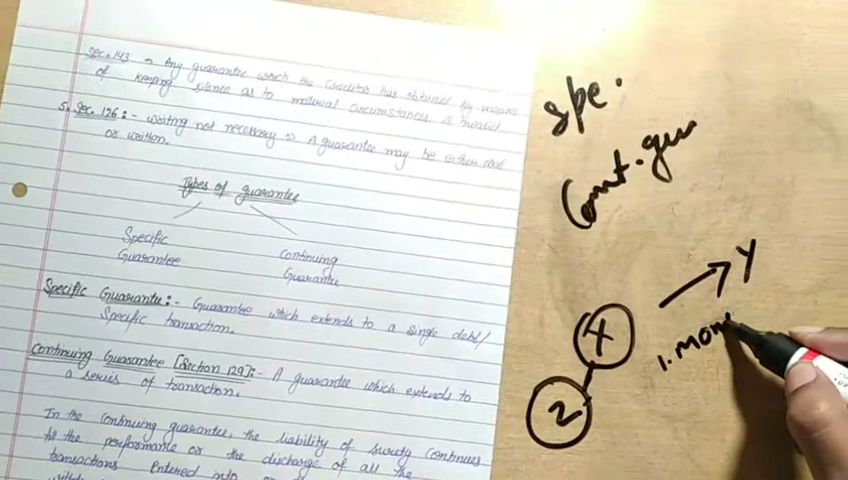 Sec. 143 → Any guarantee which the Creditor has obtained by means
of keeping silence as to material circumstances is invalid
5. Sec. 126 :- Writing not necessary → A guarantee may be either oral
or written.
Types of guarantee
Specific
Guarantee
Continuing
Guarantee
Specific Guarantee :- Guarantee which extends to a single debt/
Specific transaction.
Continuing Guarantee [Section 129] :- A guarantee which extends to
a series of transaction.
In the continuing guarantee, the liability of surety continues
till the performance or the discharge of all the
transactions Entered into or
Spe.
Cont. gua
Y
1. Mon
2